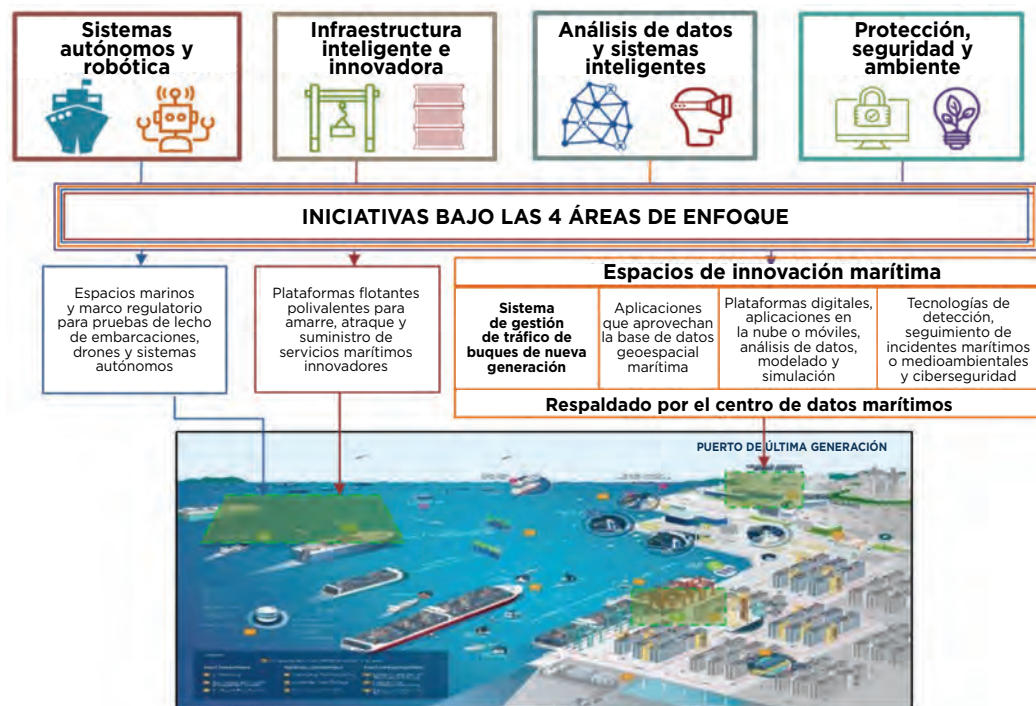 Sistemas
autónomos y
robótica
Infraestructura
inteligente e
innovadora
Análisis de datos
y sistemas
inteligentes
Protección,
seguridad y
ambiente
INICIATIVAS BAJO LAS 4 ÁREAS DE ENFOQUE
Espacios marinos
y marco regulatorio
para pruebas de lecho
de embarcaciones,
drones y sistemas
autónomos
Plataformas flotantes
polivalentes para
amarre, atraque y
suministro de
servicios marítimos
innovadores
Espacios de innovación marítima
Sistema
de gestión
de tráfico de
buques de nueva
generación
Aplicaciones
que aprovechan
la base de datos
geoespacial
marítima
Plataformas digitales,
aplicaciones en
la nube o móviles,
análisis de datos,
modelado y
simulación
Tecnologías de
detección,
seguimiento de
incidentes marítimos
o medioambientales
y ciberseguridad
Respaldado por el centro de datos marítimos
PUERTO DE ÚLTIMA GENERACIÓN